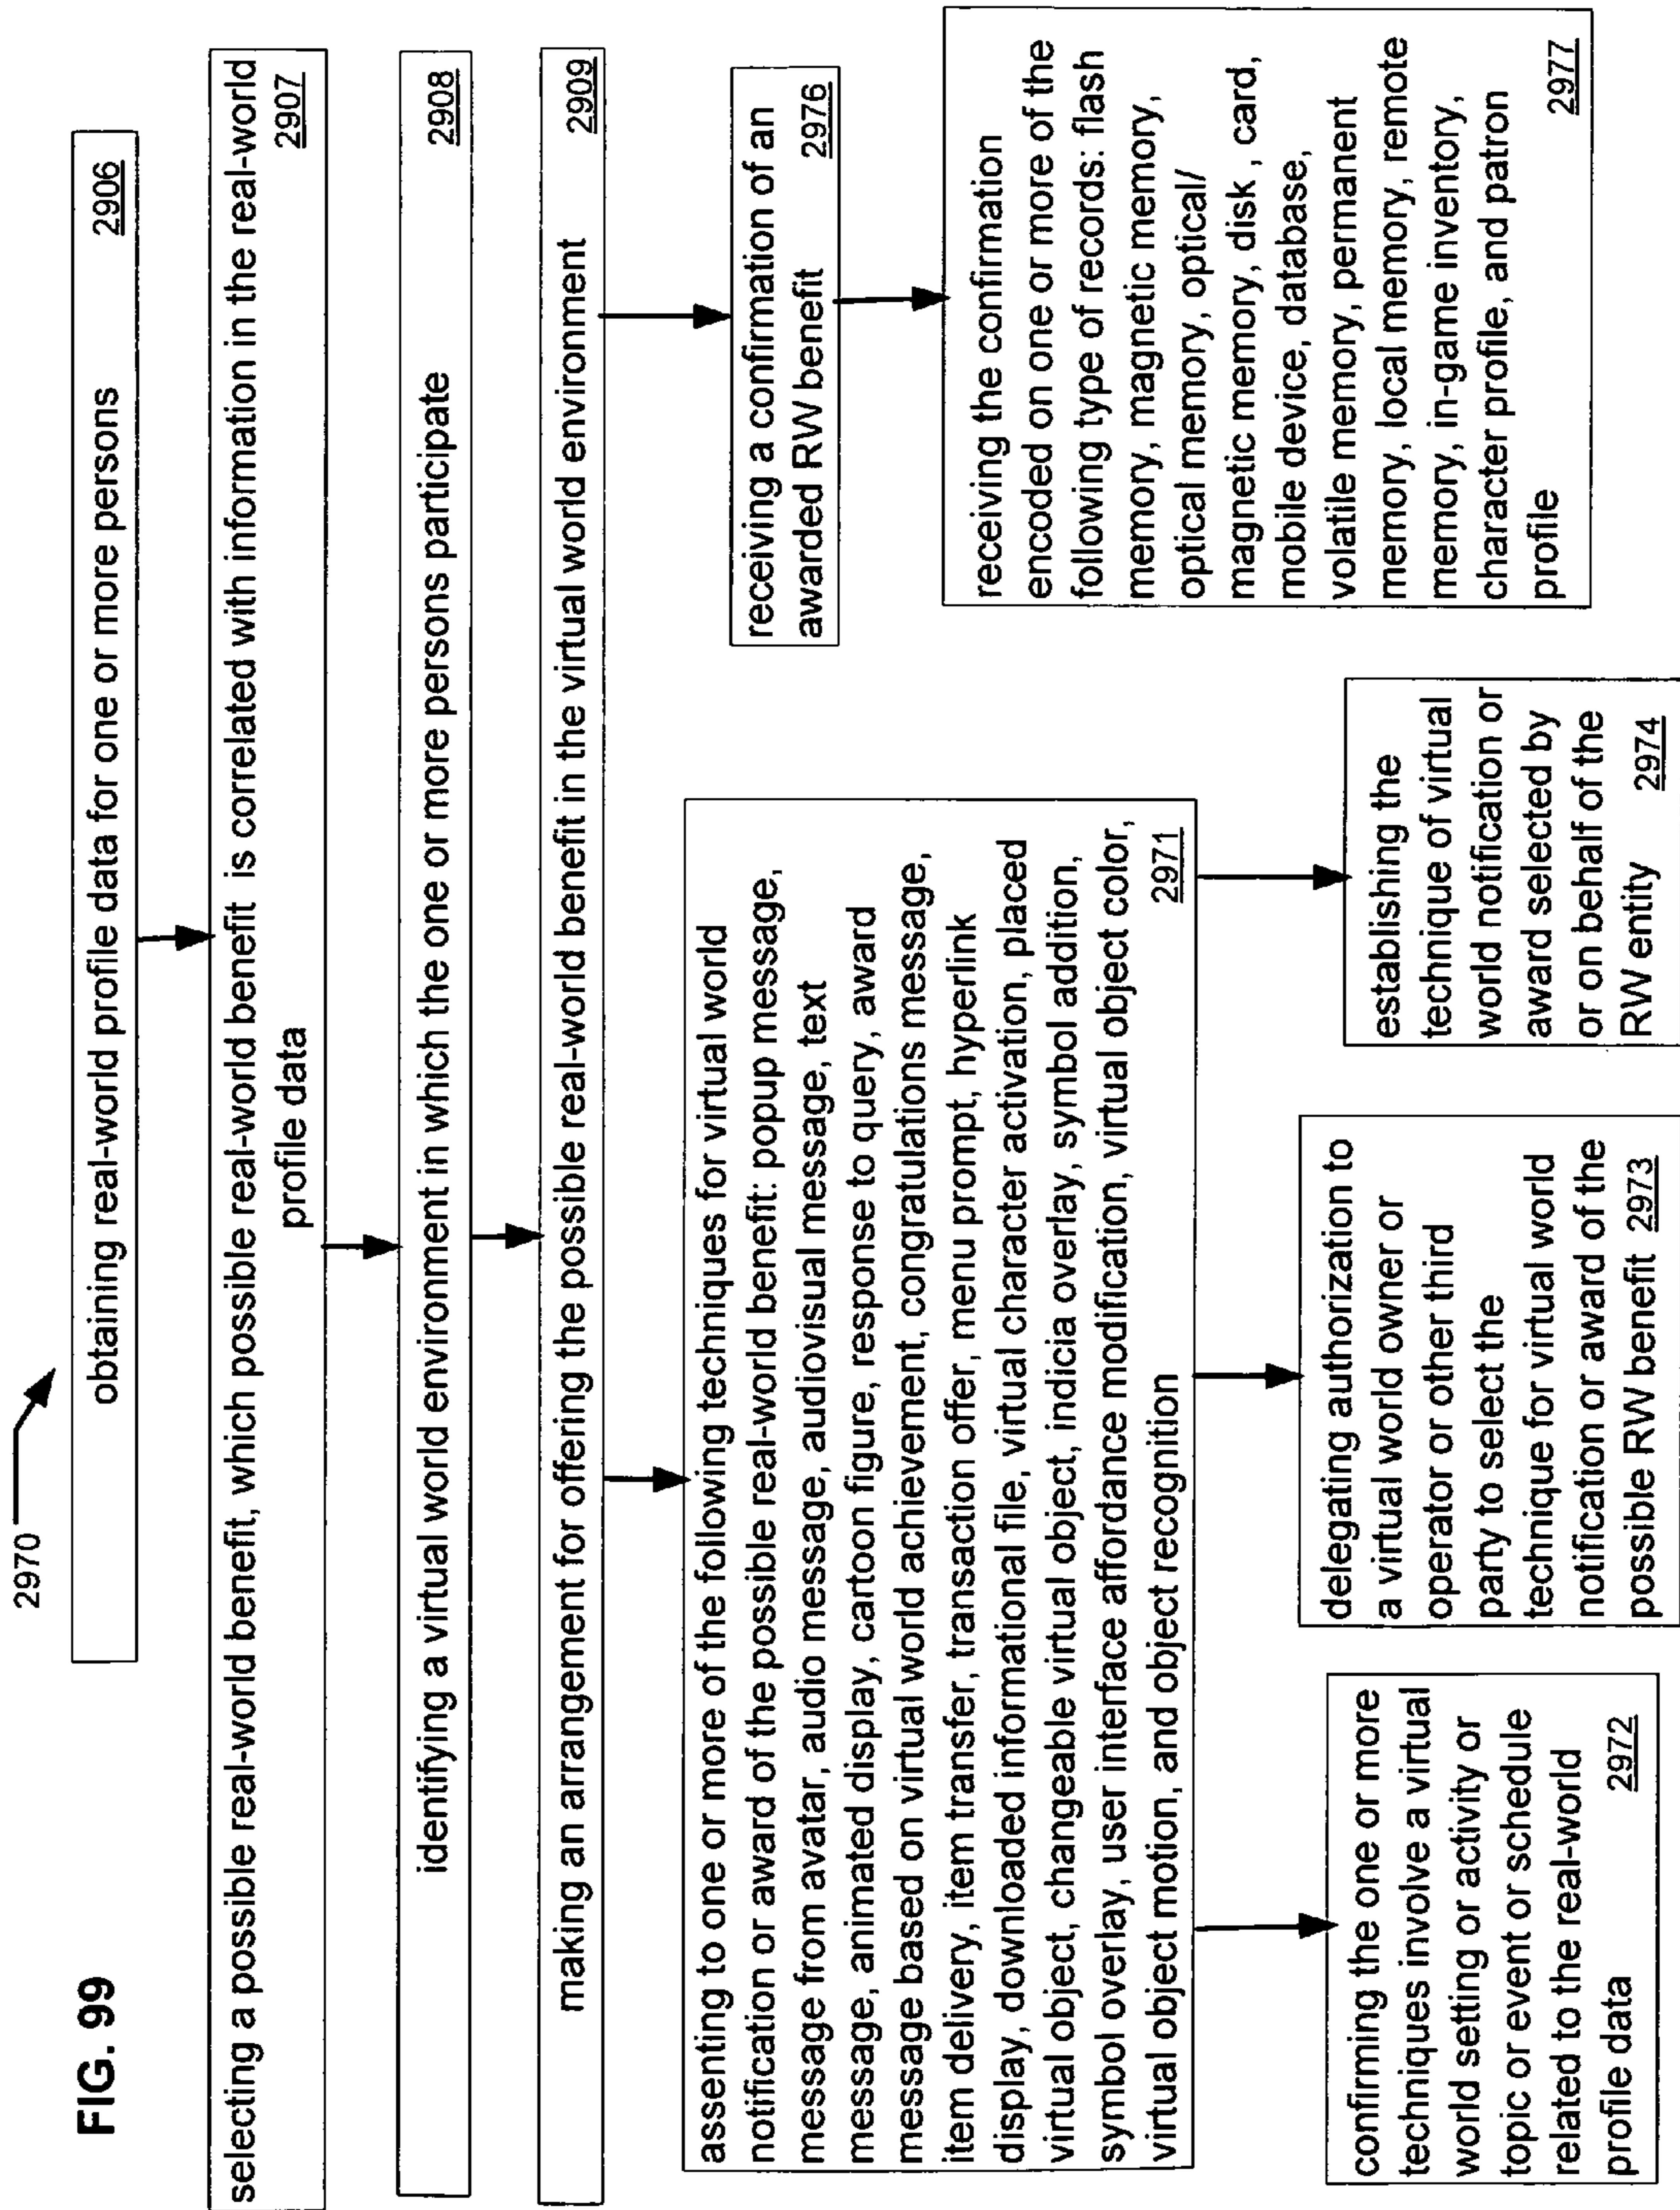 FIG. 99
2970
obtaining real-world profile data for one or more persons 2906
selecting a possible real-world benefit, which possible real-world benefit is correlated with information in the real-world
profile data 2907
identifying a virtual world environment in which the one or more persons participate 2908
making an arrangement for offering the possible real-world benefit in the virtual world environment 2909
assenting to one or more of the following techniques for virtual world
notification or award of the possible real-world benefit: popup message,
message from avatar, audio message, audiovisual message, text
message, animated display, cartoon figure, response to query, award
message based on virtual world achievement, congratulations message,
item delivery, item transfer, transaction offer, menu prompt, hyperlink
display, downloaded informational file, virtual character activation, placed
virtual object, changeable virtual object, indicia overlay, symbol addition,
symbol overlay, user interface affordance modification, virtual object color,
virtual object motion, and object recognition 2971
receiving a confirmation of an
awarded RW benefit 2976
receiving the confirmation
encoded on one or more of the
following type of records: flash
memory, magnetic memory,
optical memory, optical/
magnetic memory, disk, card,
mobile device, database,
volatile memory, permanent
memory, local memory, remote
memory, in-game inventory,
character profile, and patron
profile 2977
confirming the one or more
techniques involve a virtual
world setting or activity or
topic or event or schedule
related to the real-world
profile data 2972
delegating authorization to
a virtual world owner or
operator or other third
party to select the
technique for virtual world
notification or award of the
possible RW benefit 2973
establishing the
technique of virtual
world notification or
award selected by
or on behalf of the
RW entity 2974